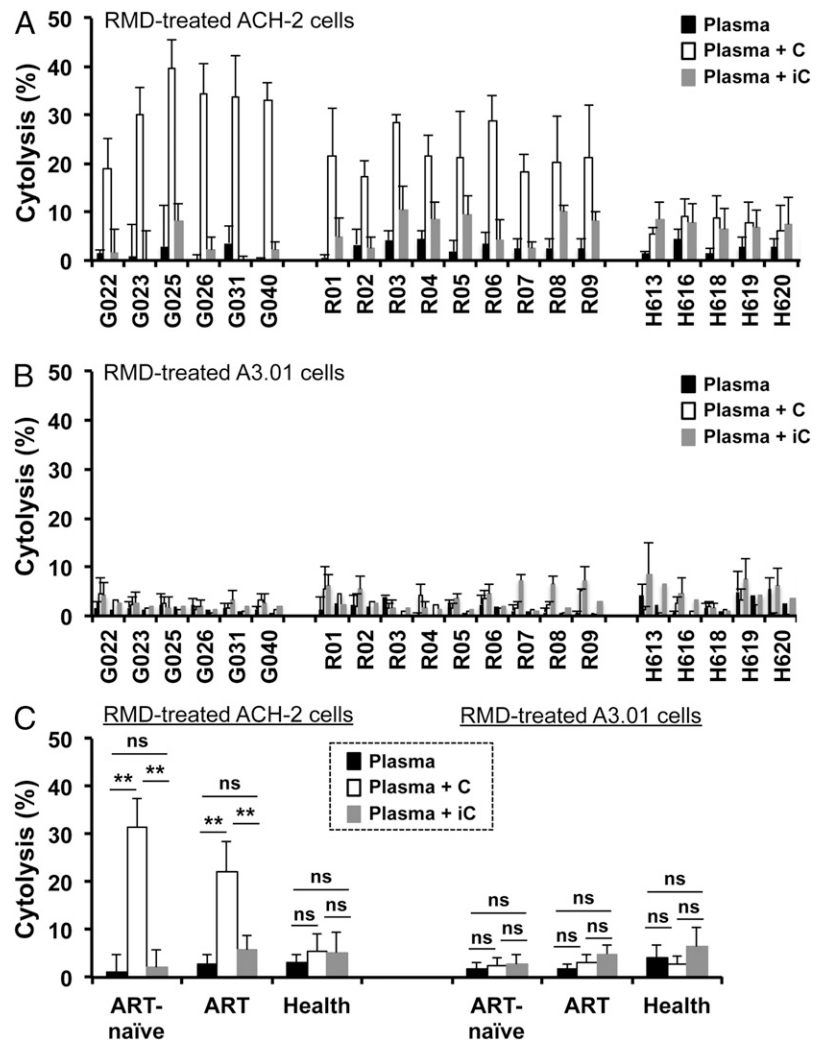 A RMD-treated ACH-2 cells
Plasma
Plasma + C
Plasma + iC
Cytolysis (%)
50
40
30
20
10
0
G022 G023 G025 G026 G031 G040 R01 R02 R03 R04 R05 R06 R07 R08 R09 H613 H616 H618 H619 H620
B RMD-treated A3.01 cells
Plasma
Plasma + C
Plasma + iC
Cytolysis (%)
50
40
30
20
10
0
G022 G023 G025 G026 G031 G040 R01 R02 R03 R04 R05 R06 R07 R08 R09 H613 H616 H618 H619 H620
C RMD-treated ACH-2 cells RMD-treated A3.01 cells
Plasma
Plasma + C
Plasma + iC
Cytolysis (%)
50
40
30
20
10
0
ns
** **
ns
** **
ns
ns ns
ns
ns ns
ns
ns ns
ns
ns ns
ART-naïve ART Health ART-naïve ART Health